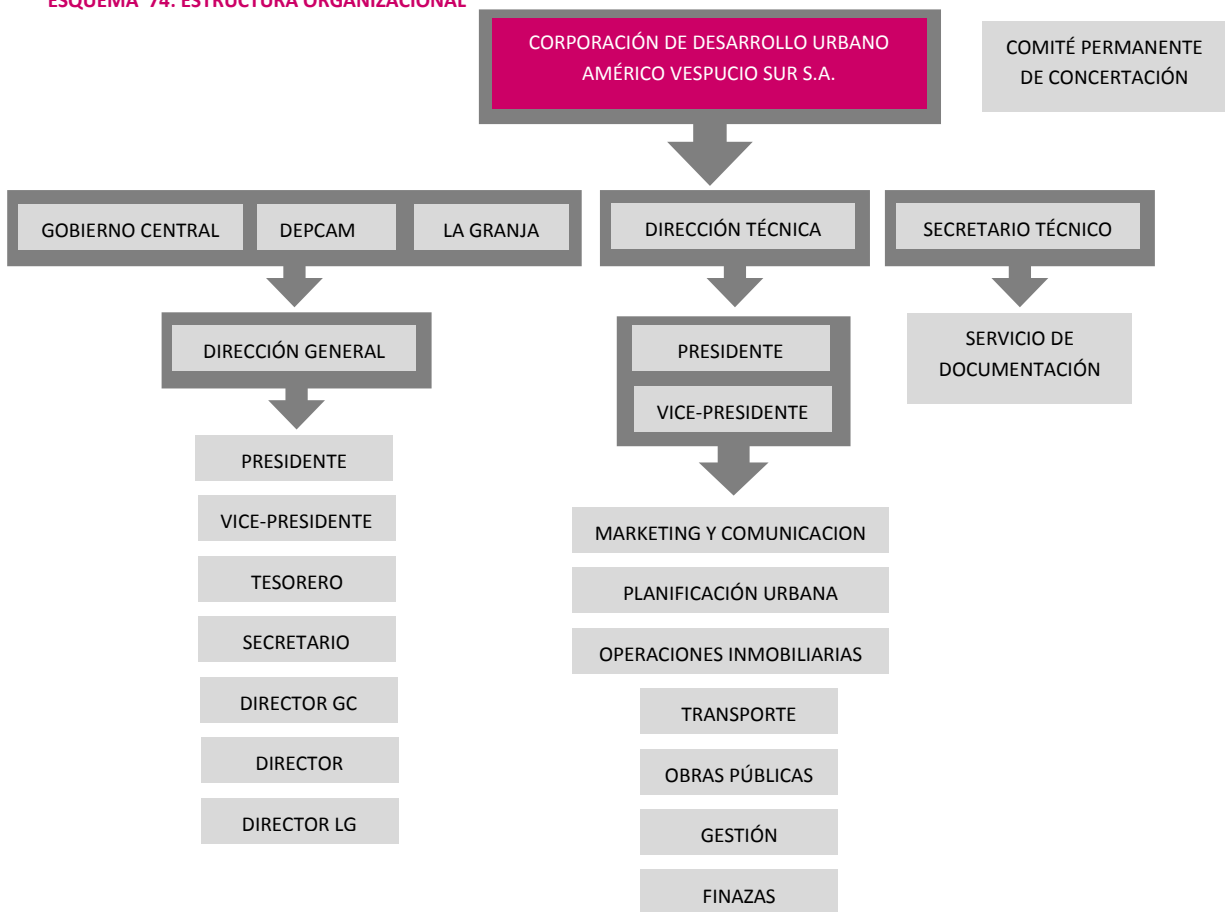 ESQUEMA  74: ESTRUCTURA ORGANIZACIONAL
CORPORACIÓN DE DESARROLLO URBANO
AMÉRICO VESPUCIO SUR S.A.
COMITÉ PERMANENTE
DE CONCERTACIÓN
GOBIERNO CENTRAL
DEPCAM
LA GRANJA
DIRECCIÓN TÉCNICA
SECRETARIO TÉCNICO
DIRECCIÓN GENERAL
PRESIDENTE
VICE-PRESIDENTE
SERVICIO DE
DOCUMENTACIÓN
PRESIDENTE
VICE-PRESIDENTE
TESORERO
SECRETARIO
DIRECTOR GC
DIRECTOR
DIRECTOR LG
MARKETING Y COMUNICACION
PLANIFICACIÓN URBANA
OPERACIONES INMOBILIARIAS
TRANSPORTE
OBRAS PÚBLICAS
GESTIÓN
FINAZAS